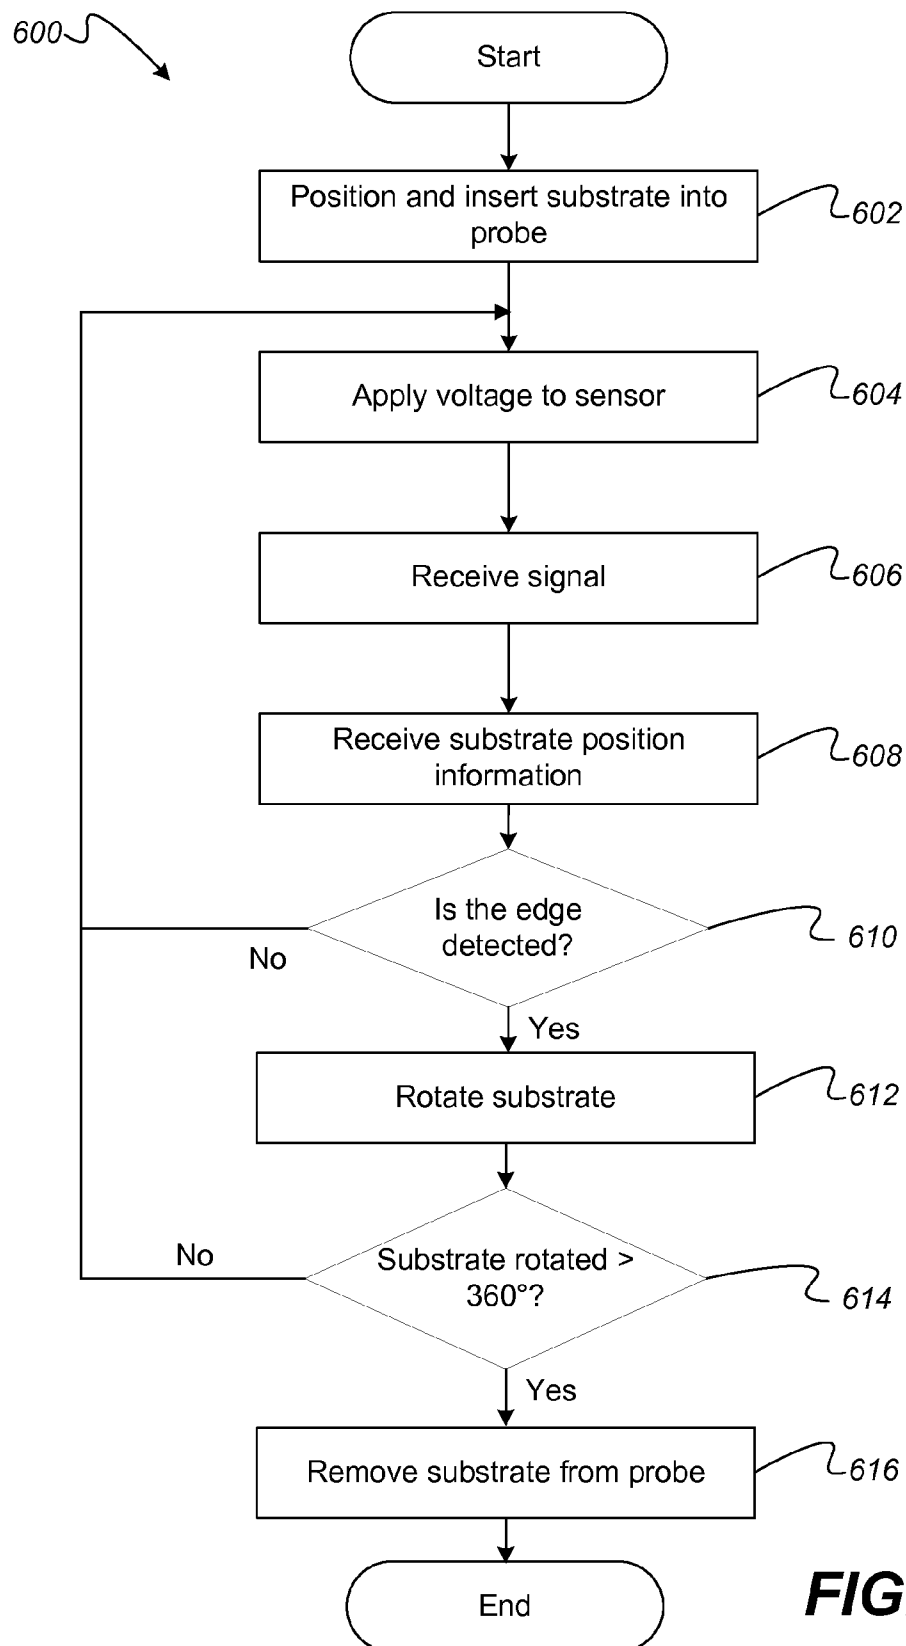 600
Start
Position and insert substrate into
probe
602
Apply voltage to sensor
604
Receive signal
606
Receive substrate position
information
608
Is the edge
detected?
610
No
Yes
Rotate substrate
612
No
Substrate rotated >
360°?
614
Yes
Remove substrate from probe
616
End
FIG